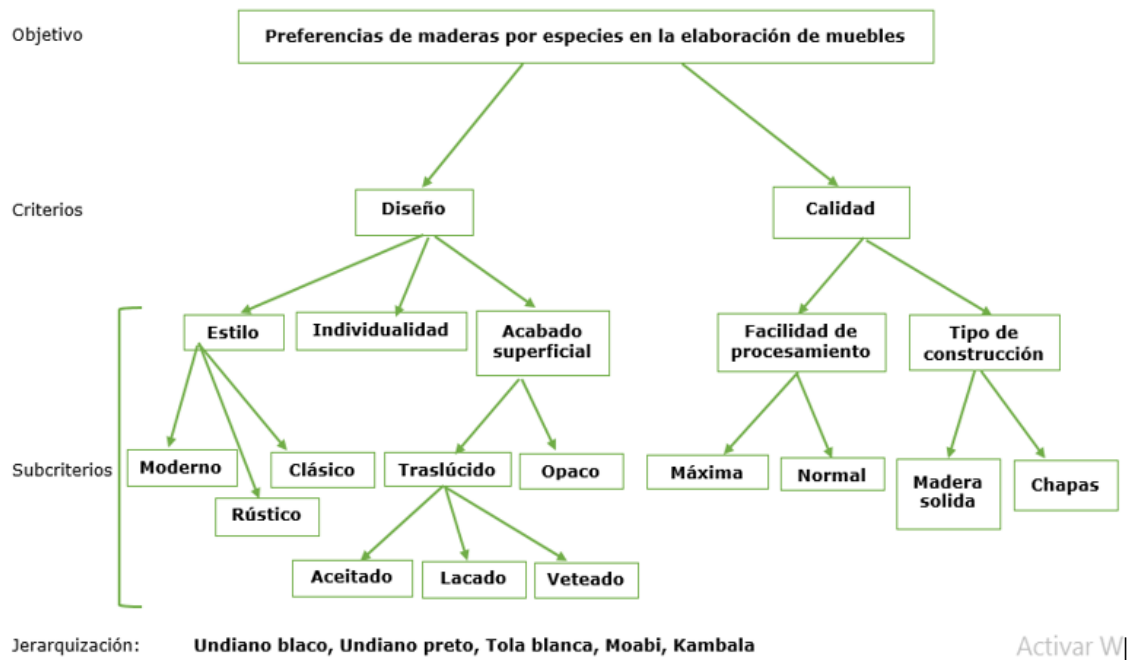 Objetivo
Preferencias de maderas por especies en la elaboración de muebles
Criterios
Diseño
Calidad
Estilo
Individualidad
Acabado
superficial
Facilidad de
procesamiento
Tipo de
construcción
Subcriterios
Moderno
Clásico
Rústico
Traslúcido
Opaco
Máxima
Normal
Madera
solida
Chapas
Aceitado
Lacado
Veteado
Jerarquización: Undiano blaco, Undiano preto, Tola blanca, Moabi, Kambala
Activar W